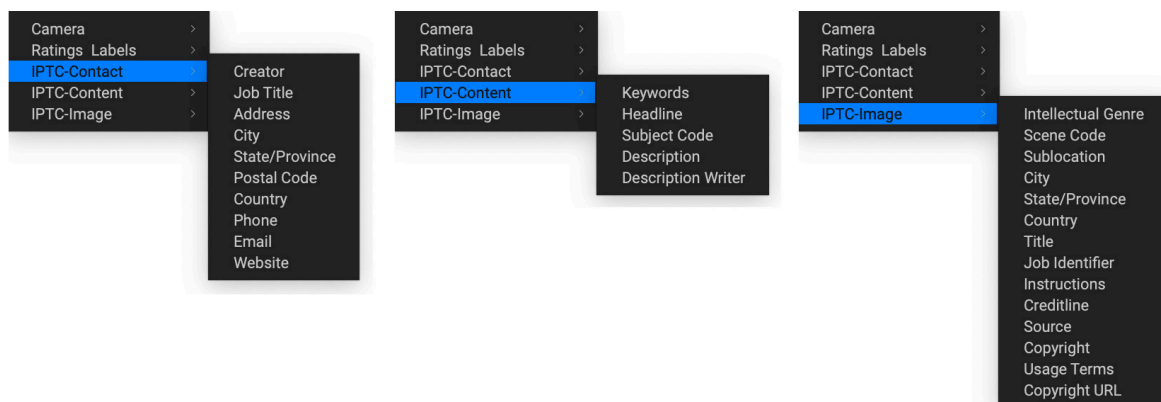 Camera
Ratings Labels
IPTC-Contact
IPTC-Content
IPTC-Image
Creator
Job Title
Address
City
State/Province
Postal Code
Country
Phone
Email
Website
Camera
Ratings Labels
IPTC-Contact
IPTC-Content
IPTC-Image
Keywords
Headline
Subject Code
Description
Description Writer
Camera
Ratings Labels
IPTC-Contact
IPTC-Content
IPTC-Image
Intellectual Genre
Scene Code
Sublocation
City
State/Province
Country
Title
Job Identifier
Instructions
Creditline
Source
Copyright
Usage Terms
Copyright URL